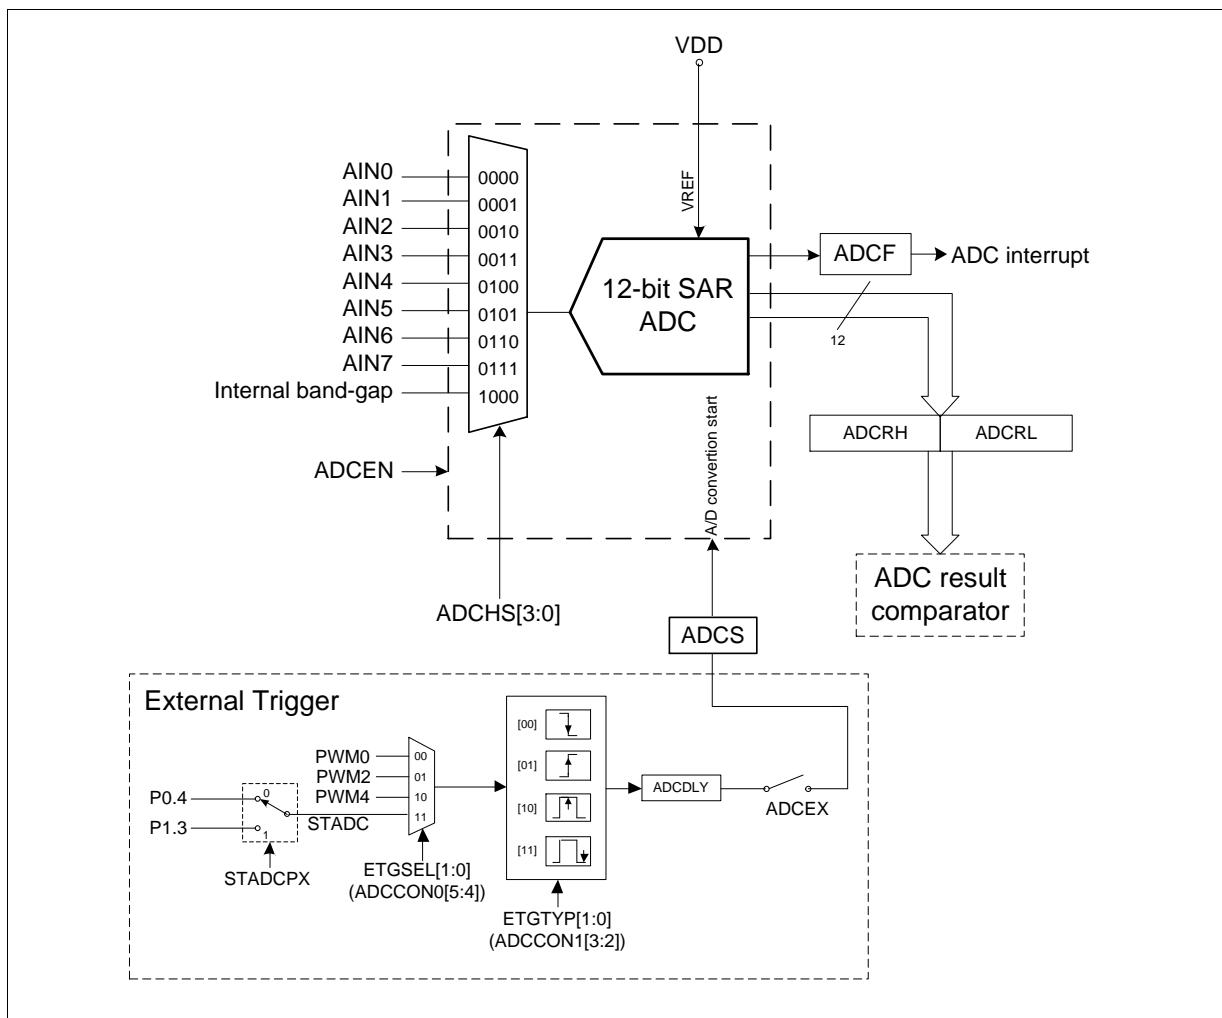 VDD
VREF
AIN0
AIN1
AIN2
AIN3
AIN4
AIN5
AIN6
AIN7
Internal band-gap
0000
0001
0010
0011
0100
0101
0110
0111
1000
12-bit SAR
ADC
ADCF
ADC interrupt
12
ADCRH
ADCRL
ADCEN
A/D convertion start
ADC result
comparator
ADCHS[3:0]
ADCS
External Trigger
PWM0
PWM2
PWM4
00
01
10
11
P0.4
P1.3
0
1
STADC
STADCPX
ETGSEL[1:0]
(ADCCON0[5:4])
[00]
[01]
[10]
[11]
ETGTYP[1:0]
(ADCCON1[3:2])
ADCDLY
ADCEX